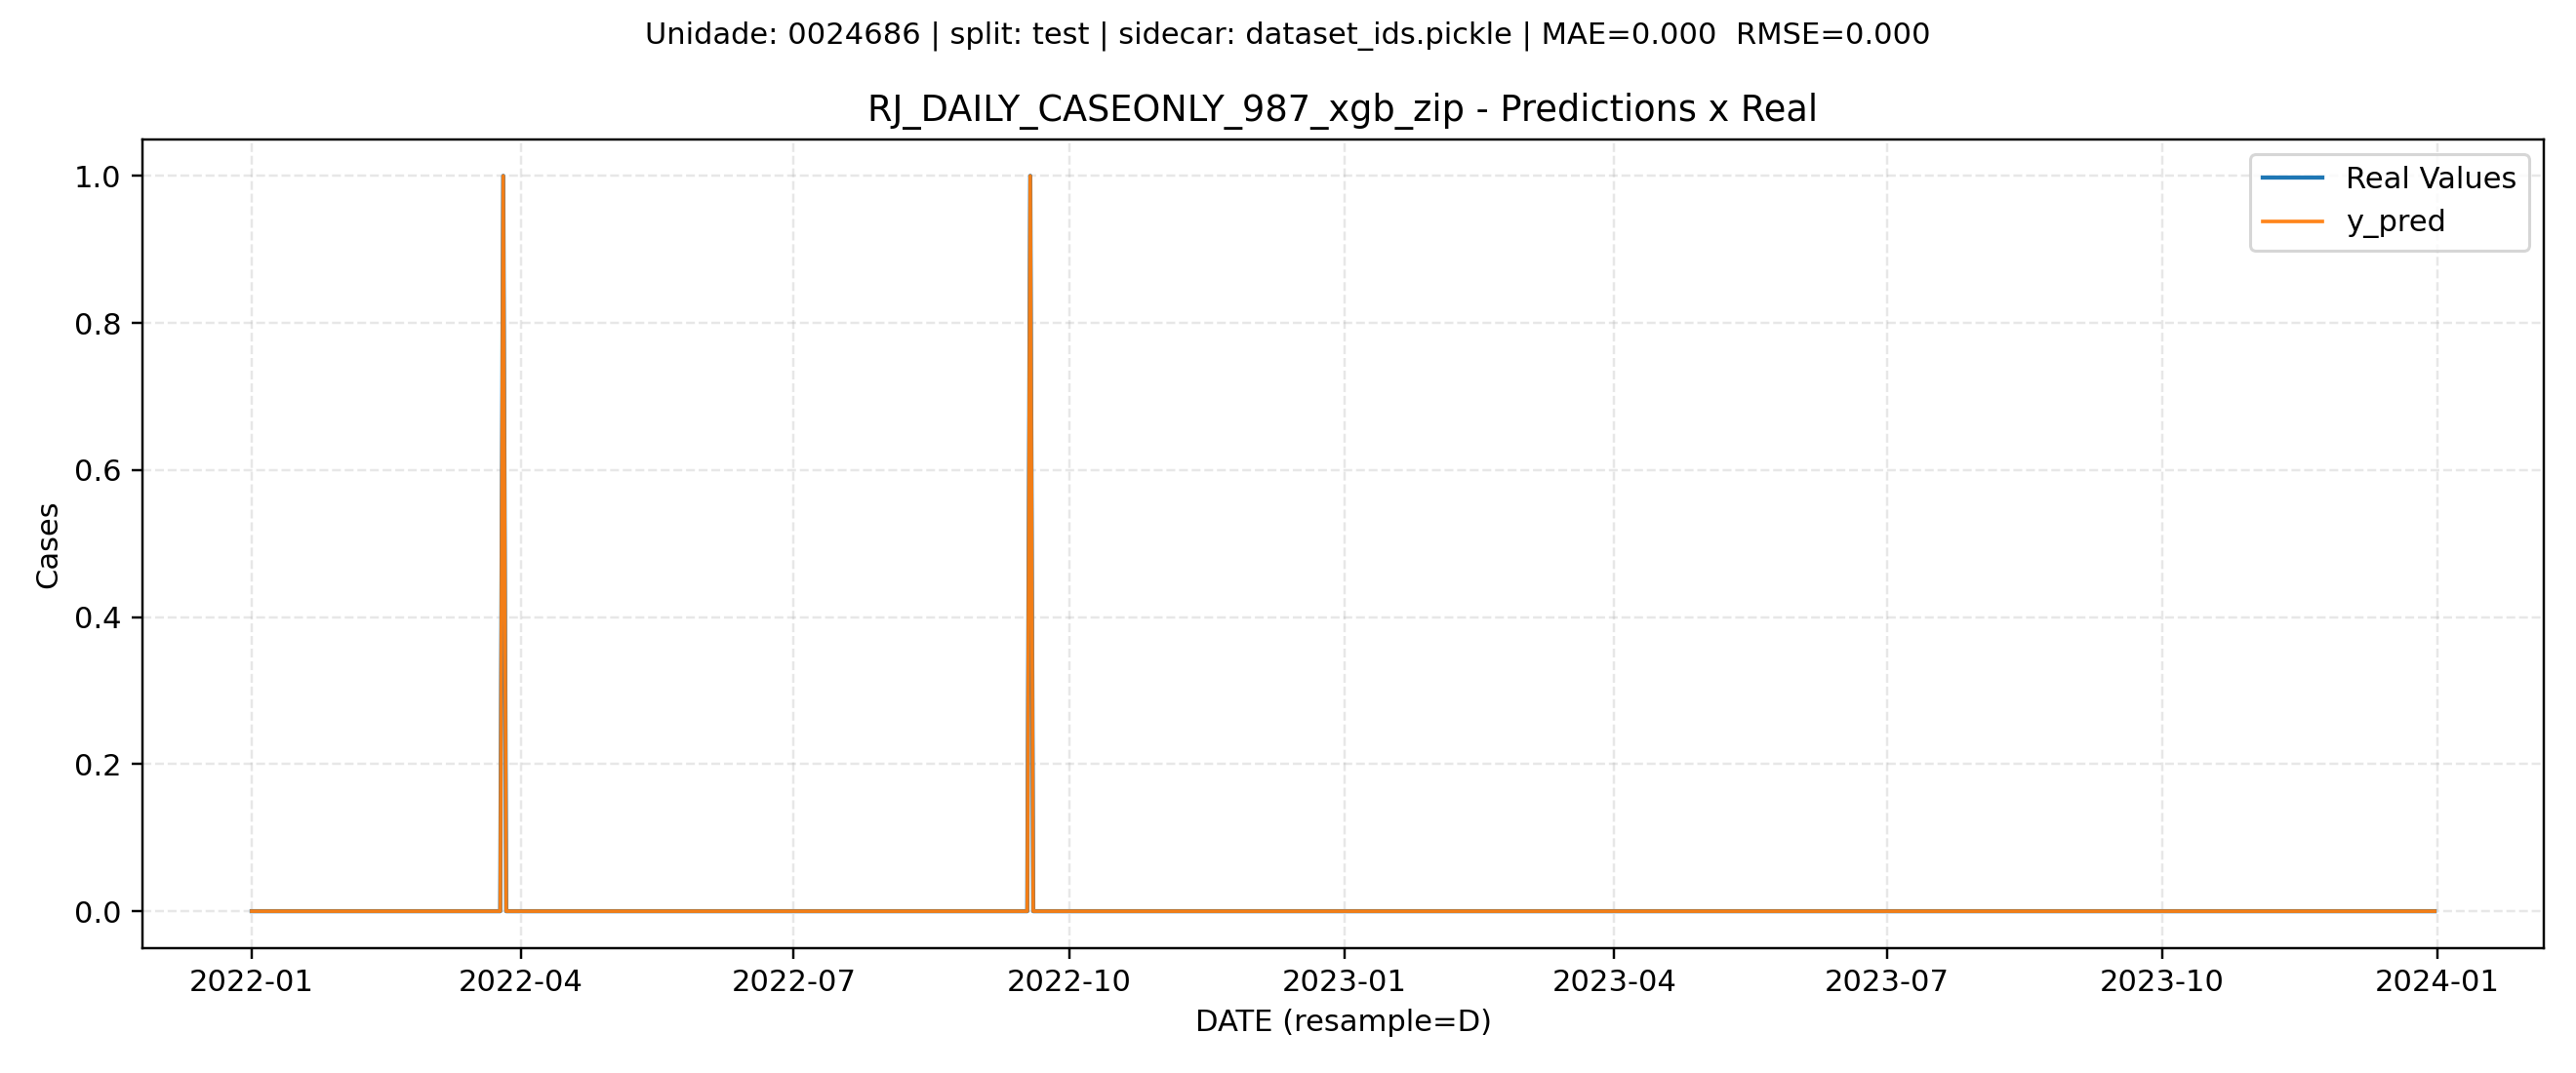 Unidade: 0024686 | split: test | sidecar: dataset_ids.pickle | MAE=0.000  RMSE=0.000
RJ_DAILY_CASEONLY_987_xgb_zip - Predictions x Real
Real Values
y_pred
1.0
0.8
0.6
0.4
0.2
0.0
Cases
2022-01 2022-04 2022-07 2022-10 2023-01 2023-04 2023-07 2023-10 2024-01
DATE (resample=D)